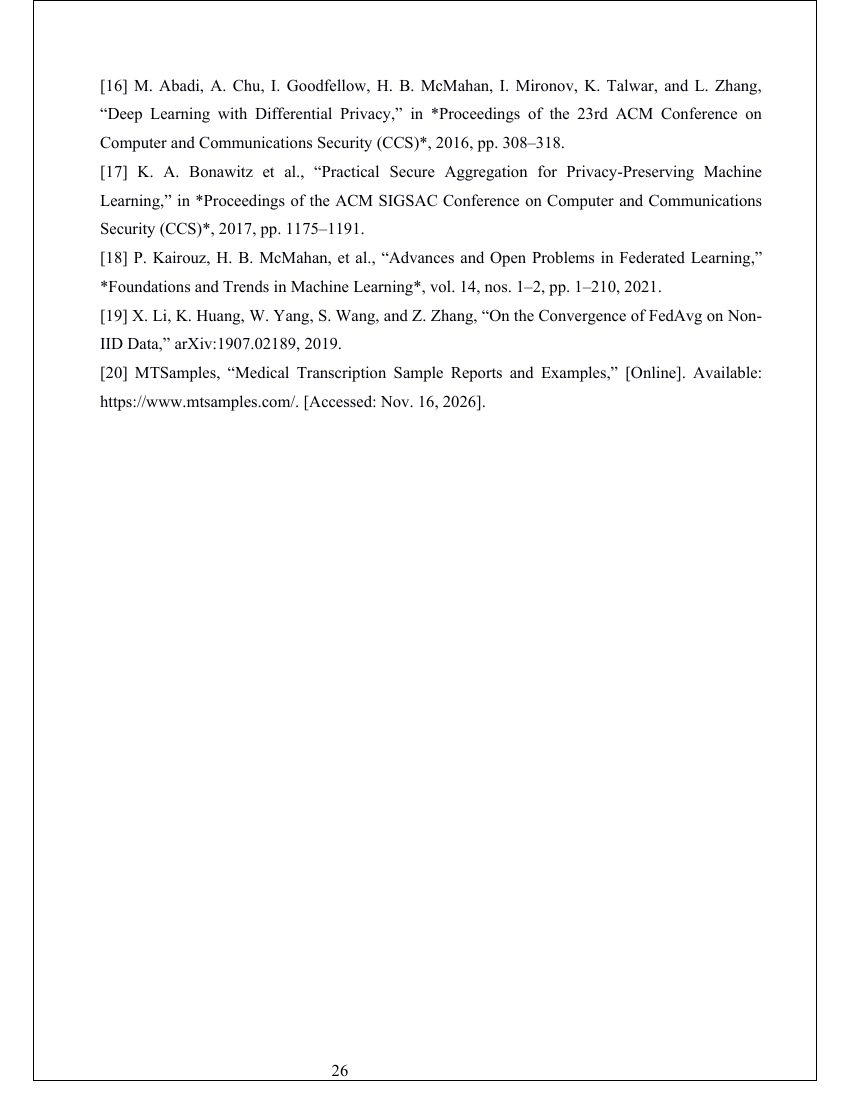 [16] M. Abadi, A. Chu, I. Goodfellow, H. B. McMahan, I. Mironov, K. Talwar, and L. Zhang,
“Deep Learning with Differential Privacy,” in *Proceedings of the 23rd ACM Conference on
Computer and Communications Security (CCS)*, 2016, pp. 308–318.
[17] K. A. Bonawitz et al., “Practical Secure Aggregation for Privacy-Preserving Machine
Learning,” in *Proceedings of the ACM SIGSAC Conference on Computer and Communications
Security (CCS)*, 2017, pp. 1175–1191.
[18] P. Kairouz, H. B. McMahan, et al., “Advances and Open Problems in Federated Learning,”
*Foundations and Trends in Machine Learning*, vol. 14, nos. 1–2, pp. 1–210, 2021.
[19] X. Li, K. Huang, W. Yang, S. Wang, and Z. Zhang, “On the Convergence of FedAvg on Non-
IID Data,” arXiv:1907.02189, 2019.
[20] MTSamples, “Medical Transcription Sample Reports and Examples,” [Online]. Available:
https://www.mtsamples.com/. [Accessed: Nov. 16, 2026].
26